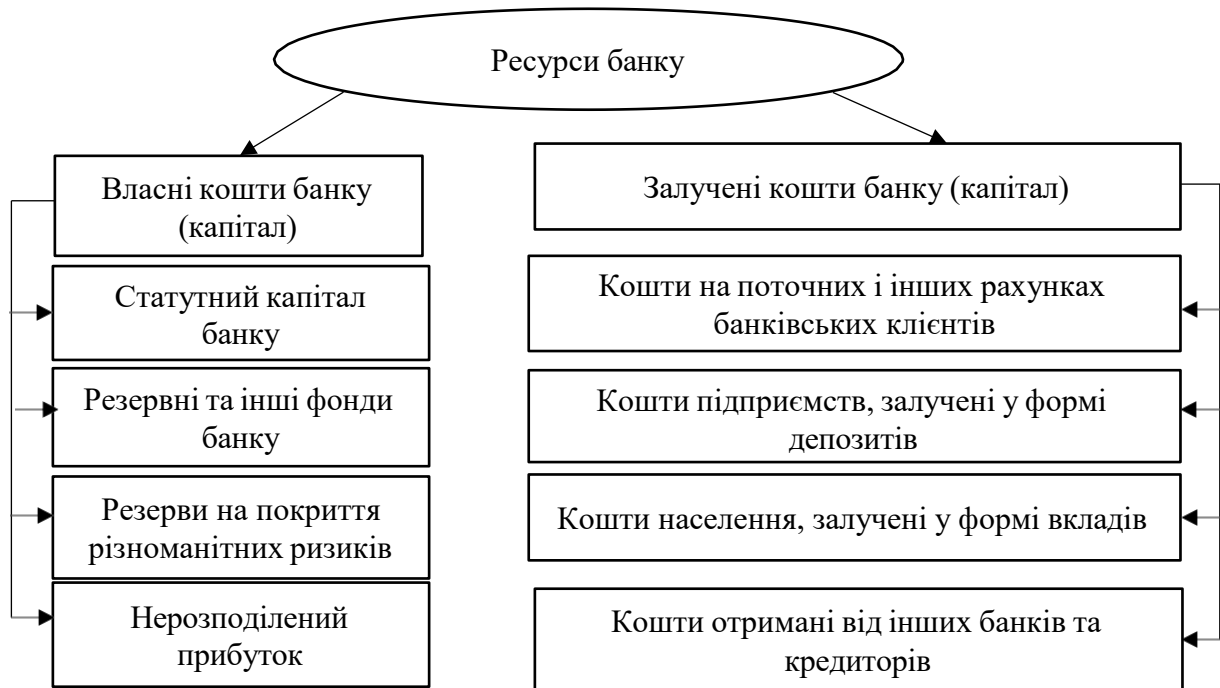 Ресурси банку
Власні кошти банку
(капітал)
Статутний капітал
банку
Резервні та інші фонди
банку
Резерви на покриття
різноманітних ризиків
Нерозподілений
прибуток
Залучені кошти банку (капітал)
Кошти на поточних і інших рахунках
банківських клієнтів
Кошти підприємств, залучені у формі
депозитів
Кошти населення, залучені у формі вкладів
Кошти отримані від інших банків та
кредиторів